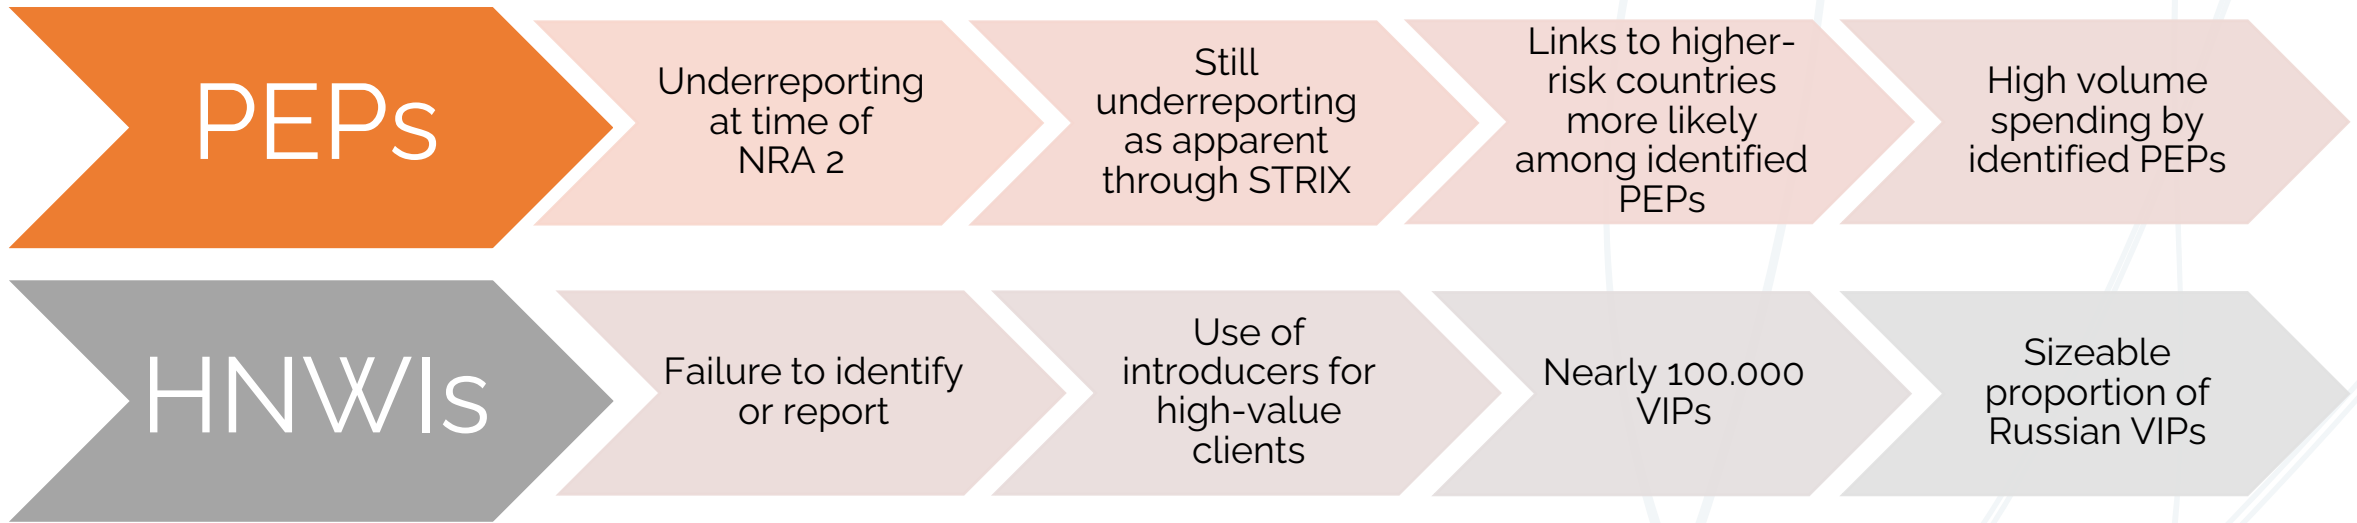 PEPs
Underreporting
at time of
NRA 2
Still
underreporting
as apparent
through STRIX
Links to higher-
risk countries
more likely
among identified
PEPs
High volume
spending by
identified PEPs
HNWIs
Failure to identify
or report
Use of
introducers for
high-value
clients
Nearly 100.000
VIPs
Sizeable
proportion of
Russian VIPs